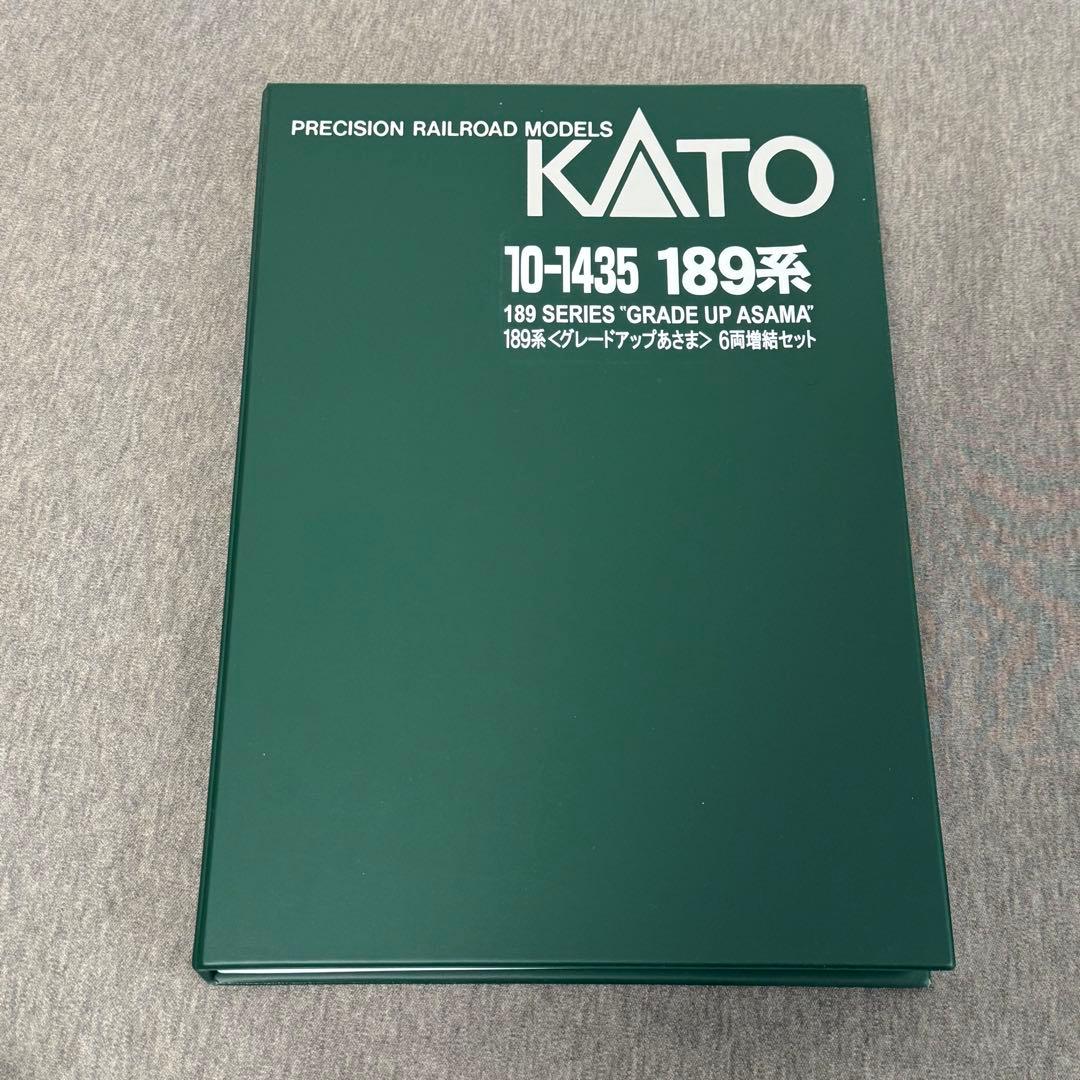 PRECISION RAILROAD MODELS
KATO
10-1435 189系
189 SERIES "GRADE UP ASAMA"
189系<グレードアップあさま> 6両増結セット